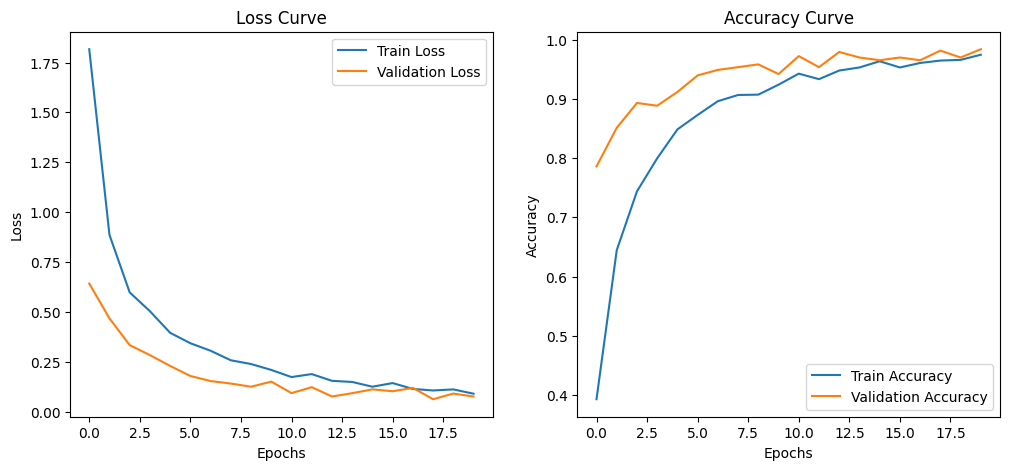 Loss Curve
Train Loss
Validation Loss
Loss
1.75
1.50
1.25
1.00
0.75
0.50
0.25
0.00
0.0 2.5 5.0 7.5 10.0 12.5 15.0 17.5
Epochs
Accuracy Curve
Accuracy
1.0
0.9
0.8
0.7
0.6
0.5
0.4
Train Accuracy
Validation Accuracy
0.0 2.5 5.0 7.5 10.0 12.5 15.0 17.5
Epochs